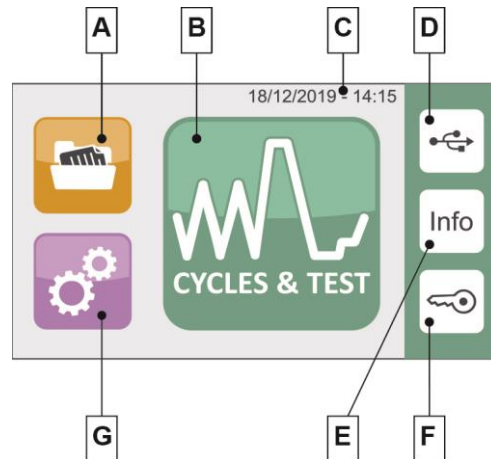 A B C D
18/12/2019 - 14:15
Info
CYCLES & TEST
G E F